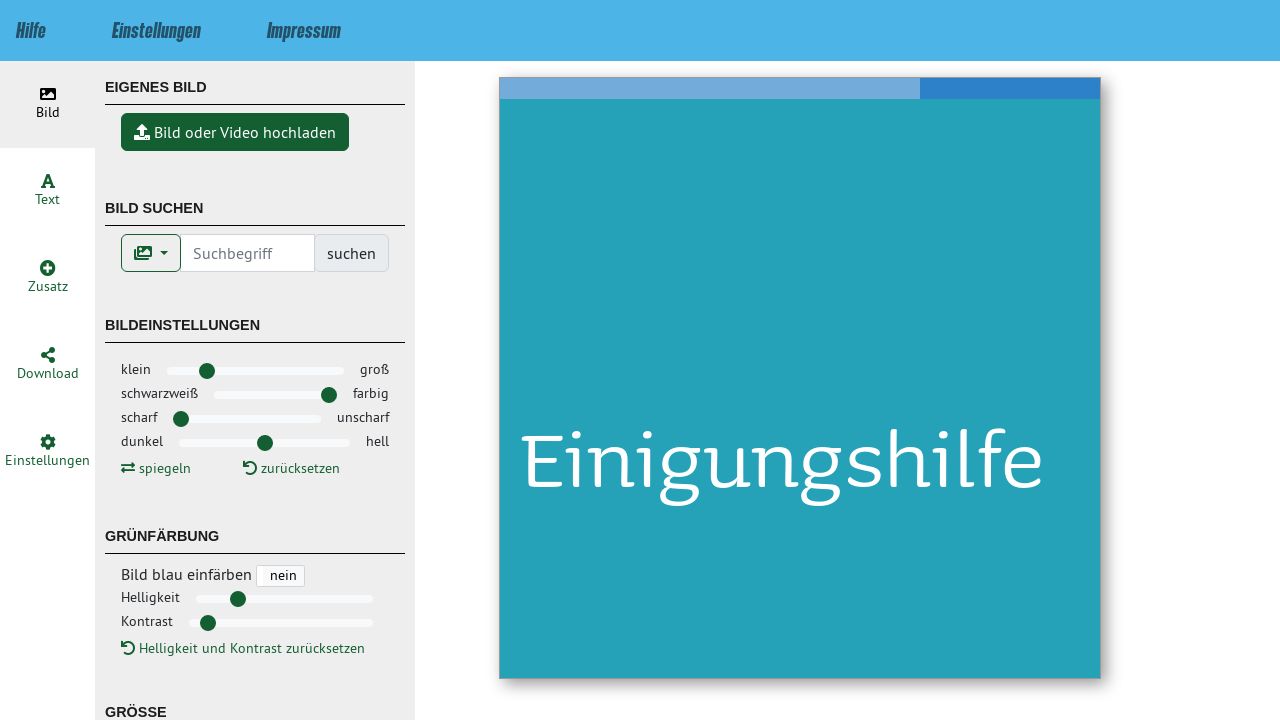 Hilfe Einstellungen Impressum
Bild
Text
Zusatz
Download
Einstellungen
EIGENES BILD
Bild oder Video hochladen
BILD SUCHEN
Suchbegriff suchen
BILDEINSTELLUNGEN
klein groß
schwarzweiß farbig
scharf unscharf
dunkel hell
spiegeln zurücksetzen
GRÜNFÄRBUNG
Bild blau einfärben nein
Helligkeit
Kontrast
Helligkeit und Kontrast zurücksetzen
GRÖSSE
Einigungshilfe